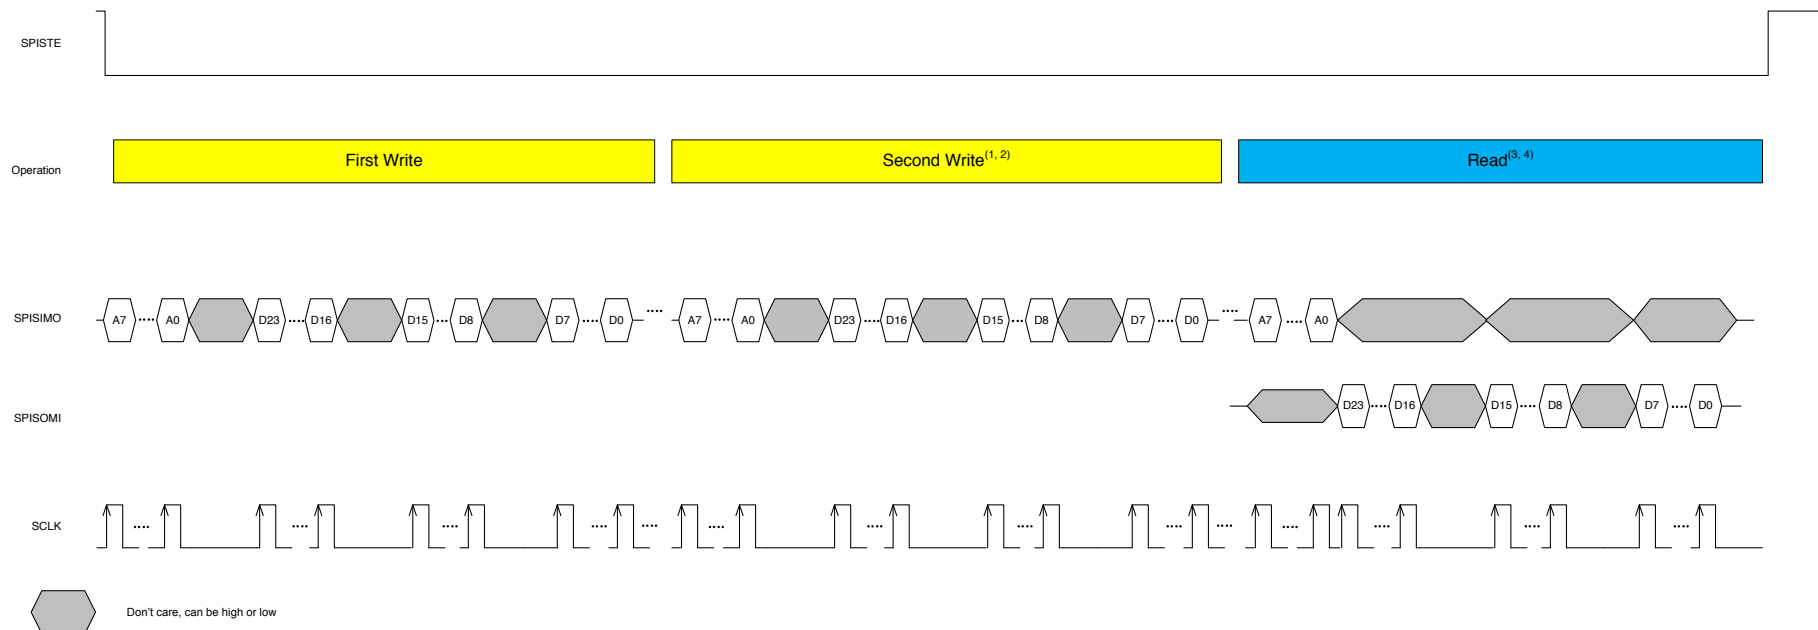 SPISTE
Operation First Write Second Write(1, 2) Read(3, 4)
SPISIMO A7 .... A0 D23 .... D16 D15 ... D8 D7 .... D0 .... A7 .... A0 D23 .... D16 D15 ... D8 D7 .... D0 .... A7 .... A0
SPISOMI D23 .... D16 D15 .... D8 D7 .... D0
SCLK .... .... .... .... .... .... .... .... .... .... .... .... ....
Don't care, can be high or low